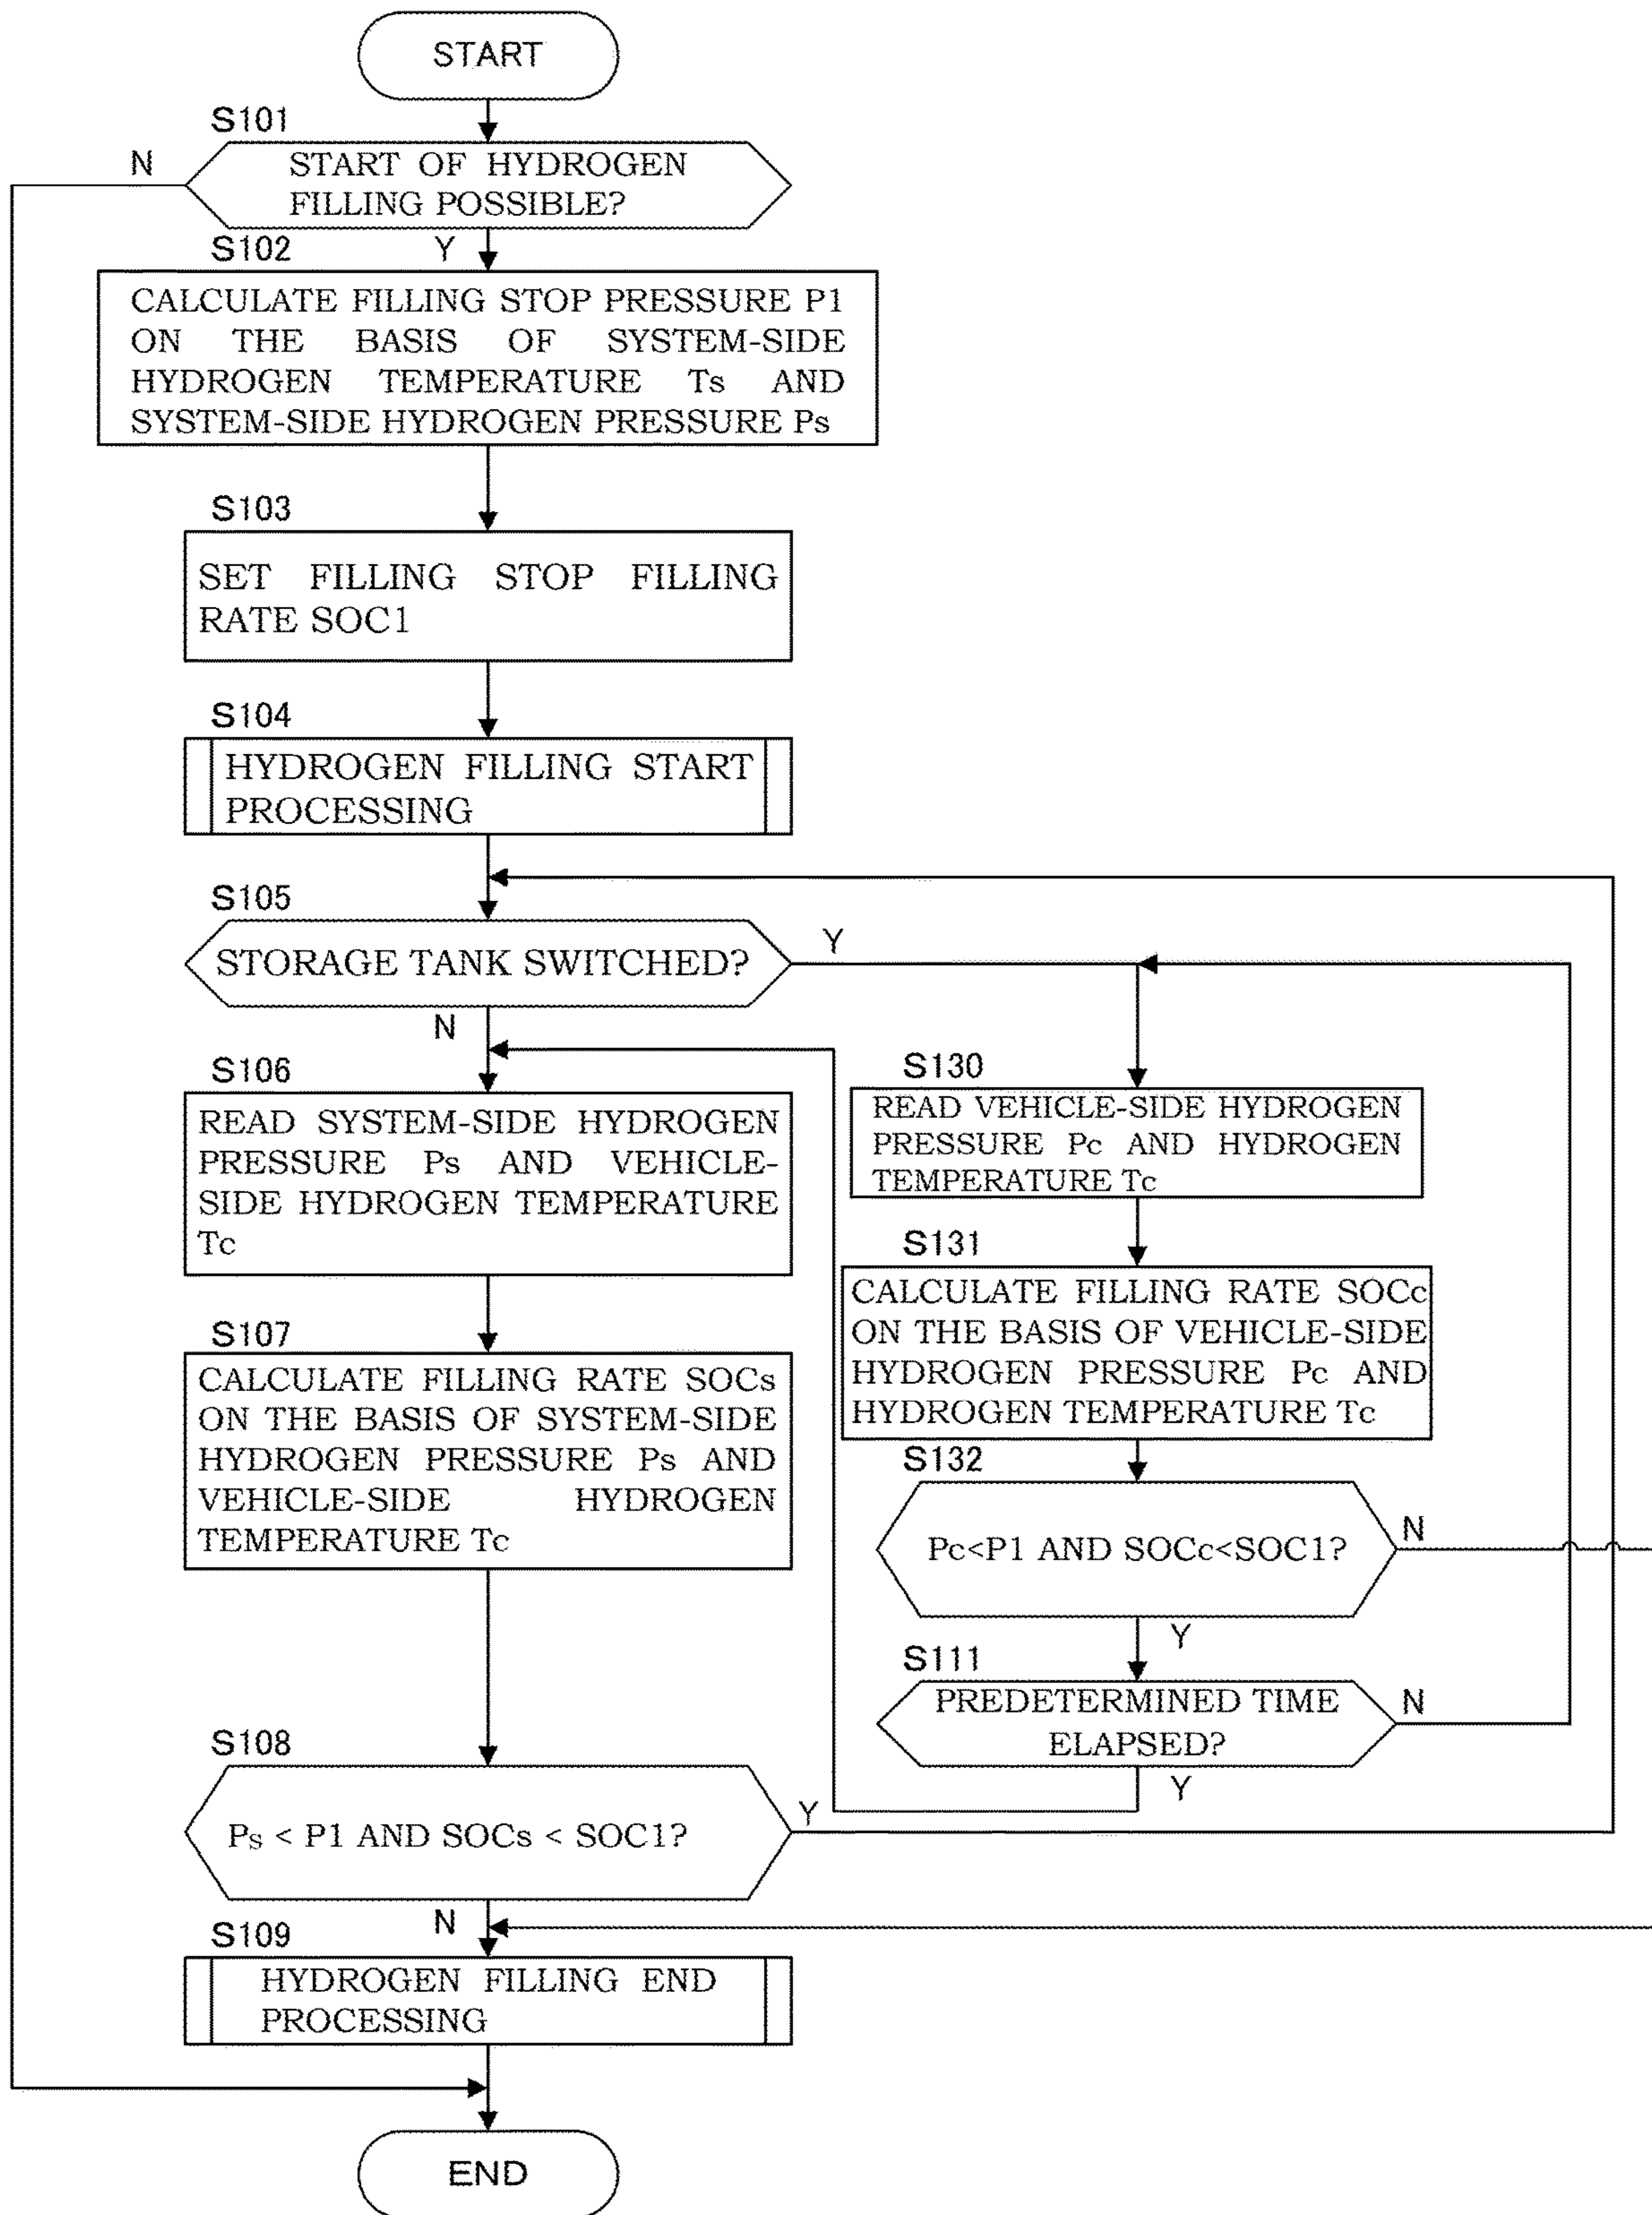 START
S101
N
START OF HYDROGEN
FILLING POSSIBLE?
S102
Y
CALCULATE FILLING STOP PRESSURE P1
ON THE BASIS OF SYSTEM-SIDE
HYDROGEN TEMPERATURE Ts AND
SYSTEM-SIDE HYDROGEN PRESSURE Ps
S103
SET FILLING STOP FILLING
RATE SOC1
S104
HYDROGEN FILLING START
PROCESSING
S105
STORAGE TANK SWITCHED?
Y
N
S106
READ SYSTEM-SIDE HYDROGEN
PRESSURE Ps AND VEHICLE-
SIDE HYDROGEN TEMPERATURE
Tc
S107
CALCULATE FILLING RATE SOCs
ON THE BASIS OF SYSTEM-SIDE
HYDROGEN PRESSURE Ps AND
VEHICLE-SIDE HYDROGEN
TEMPERATURE Tc
S130
READ VEHICLE-SIDE HYDROGEN
PRESSURE Pc AND HYDROGEN
TEMPERATURE Tc
S131
CALCULATE FILLING RATE SOCc
ON THE BASIS OF VEHICLE-SIDE
HYDROGEN PRESSURE Pc AND
HYDROGEN TEMPERATURE Tc
S132
Pc<P1 AND SOCc<SOC1?
N
Y
S111
PREDETERMINED TIME
ELAPSED?
N
Y
S108
Ps < P1 AND SOCs < SOC1?
Y
N
S109
HYDROGEN FILLING END
PROCESSING
END